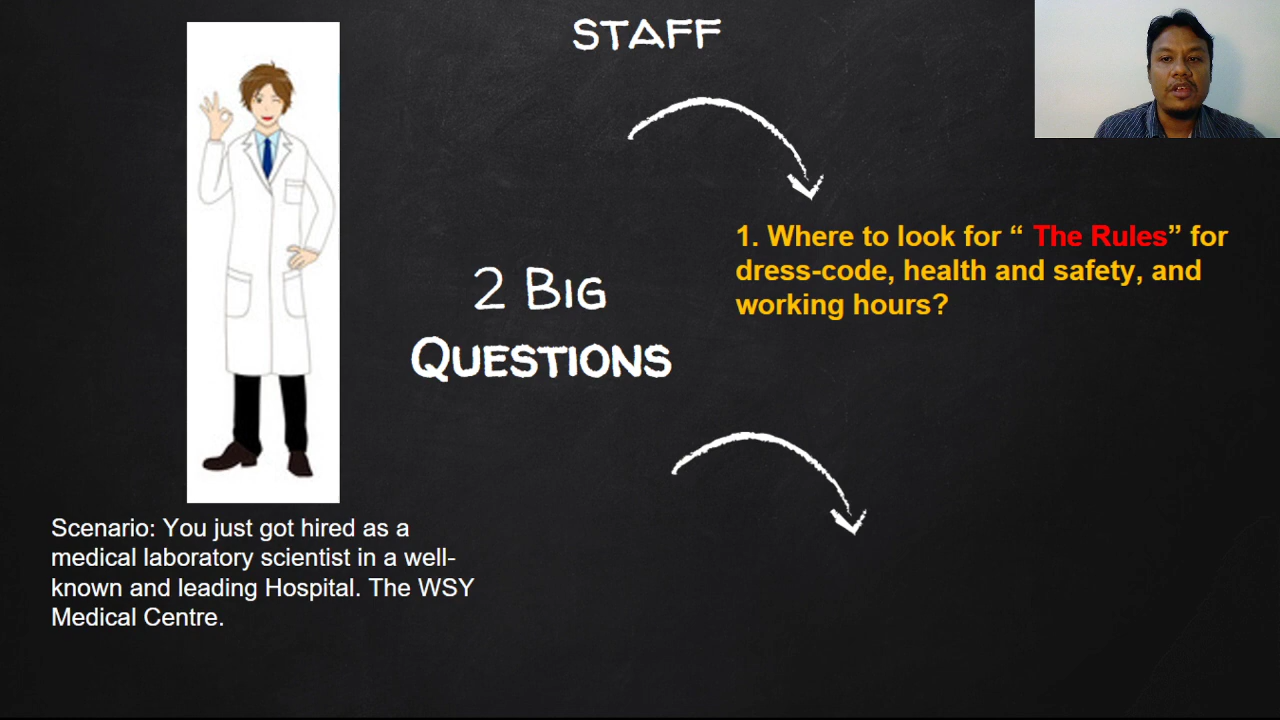 STAFF
1. Where to look for “ The Rules” for
dress-code, health and safety, and
working hours?
2 BIG
QUESTIONS
Scenario: You just got hired as a
medical laboratory scientist in a well-
known and leading Hospital. The WSY
Medical Centre.